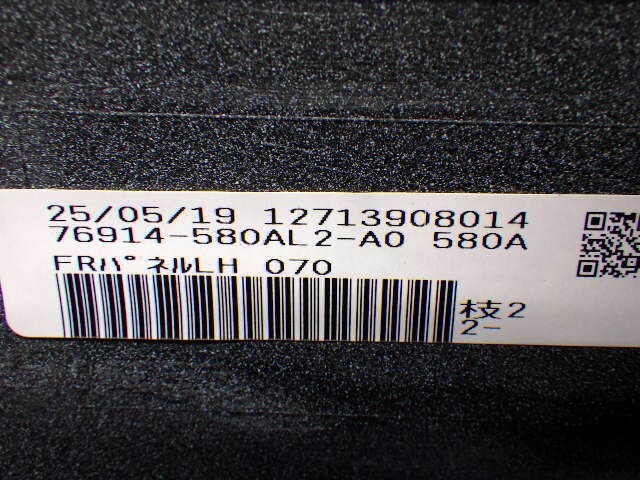 25/05/19 12713908014
76914-580AL2-A0 580A
FRﾊﾟﾈﾙLH 070
枝2
2-